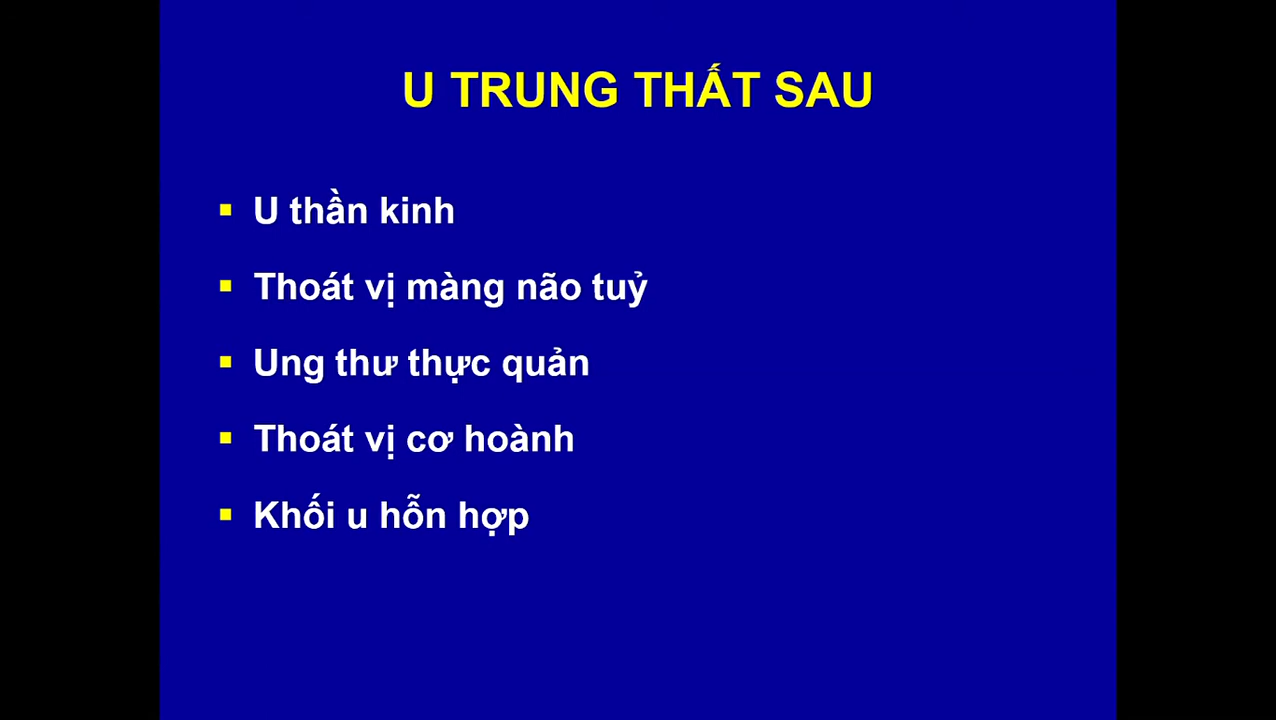 U TRUNG THẤT SAU
U thần kinh
Thoát vị màng não tuỷ
Ung thư thực quản
Thoát vị cơ hoành
Khối u hỗn hợp